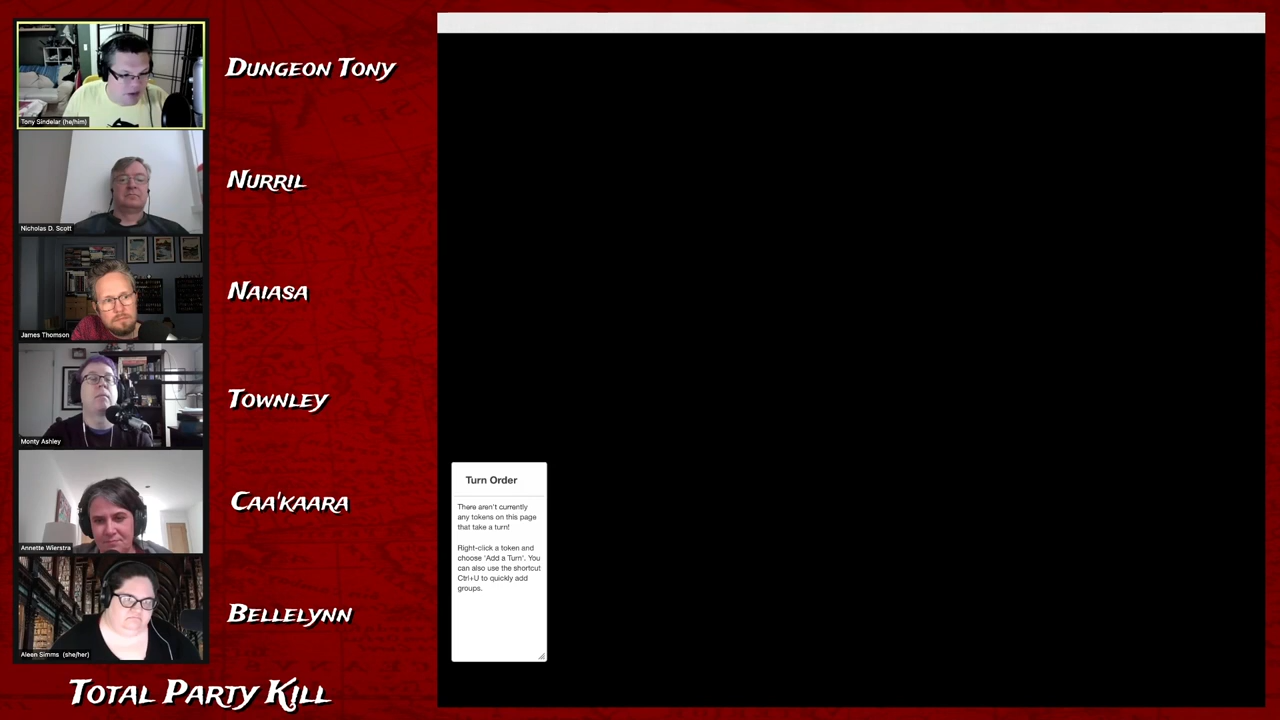 Dungeon Tony
Tony Sindelar (he/him)
Nurril
Nicholas D. Scott
Naiasa
James Thomson
Townley
Monty Ashley
Caa'kaara
Annette Wierstra
Bellelynn
Aleen Simms (she/her)
Total Party Kill
Turn Order
There aren't currently
any tokens on this page
that take a turn!
Right-click a token and
choose 'Add a Turn'. You
can also use the shortcut
Ctrl+U to quickly add
groups.